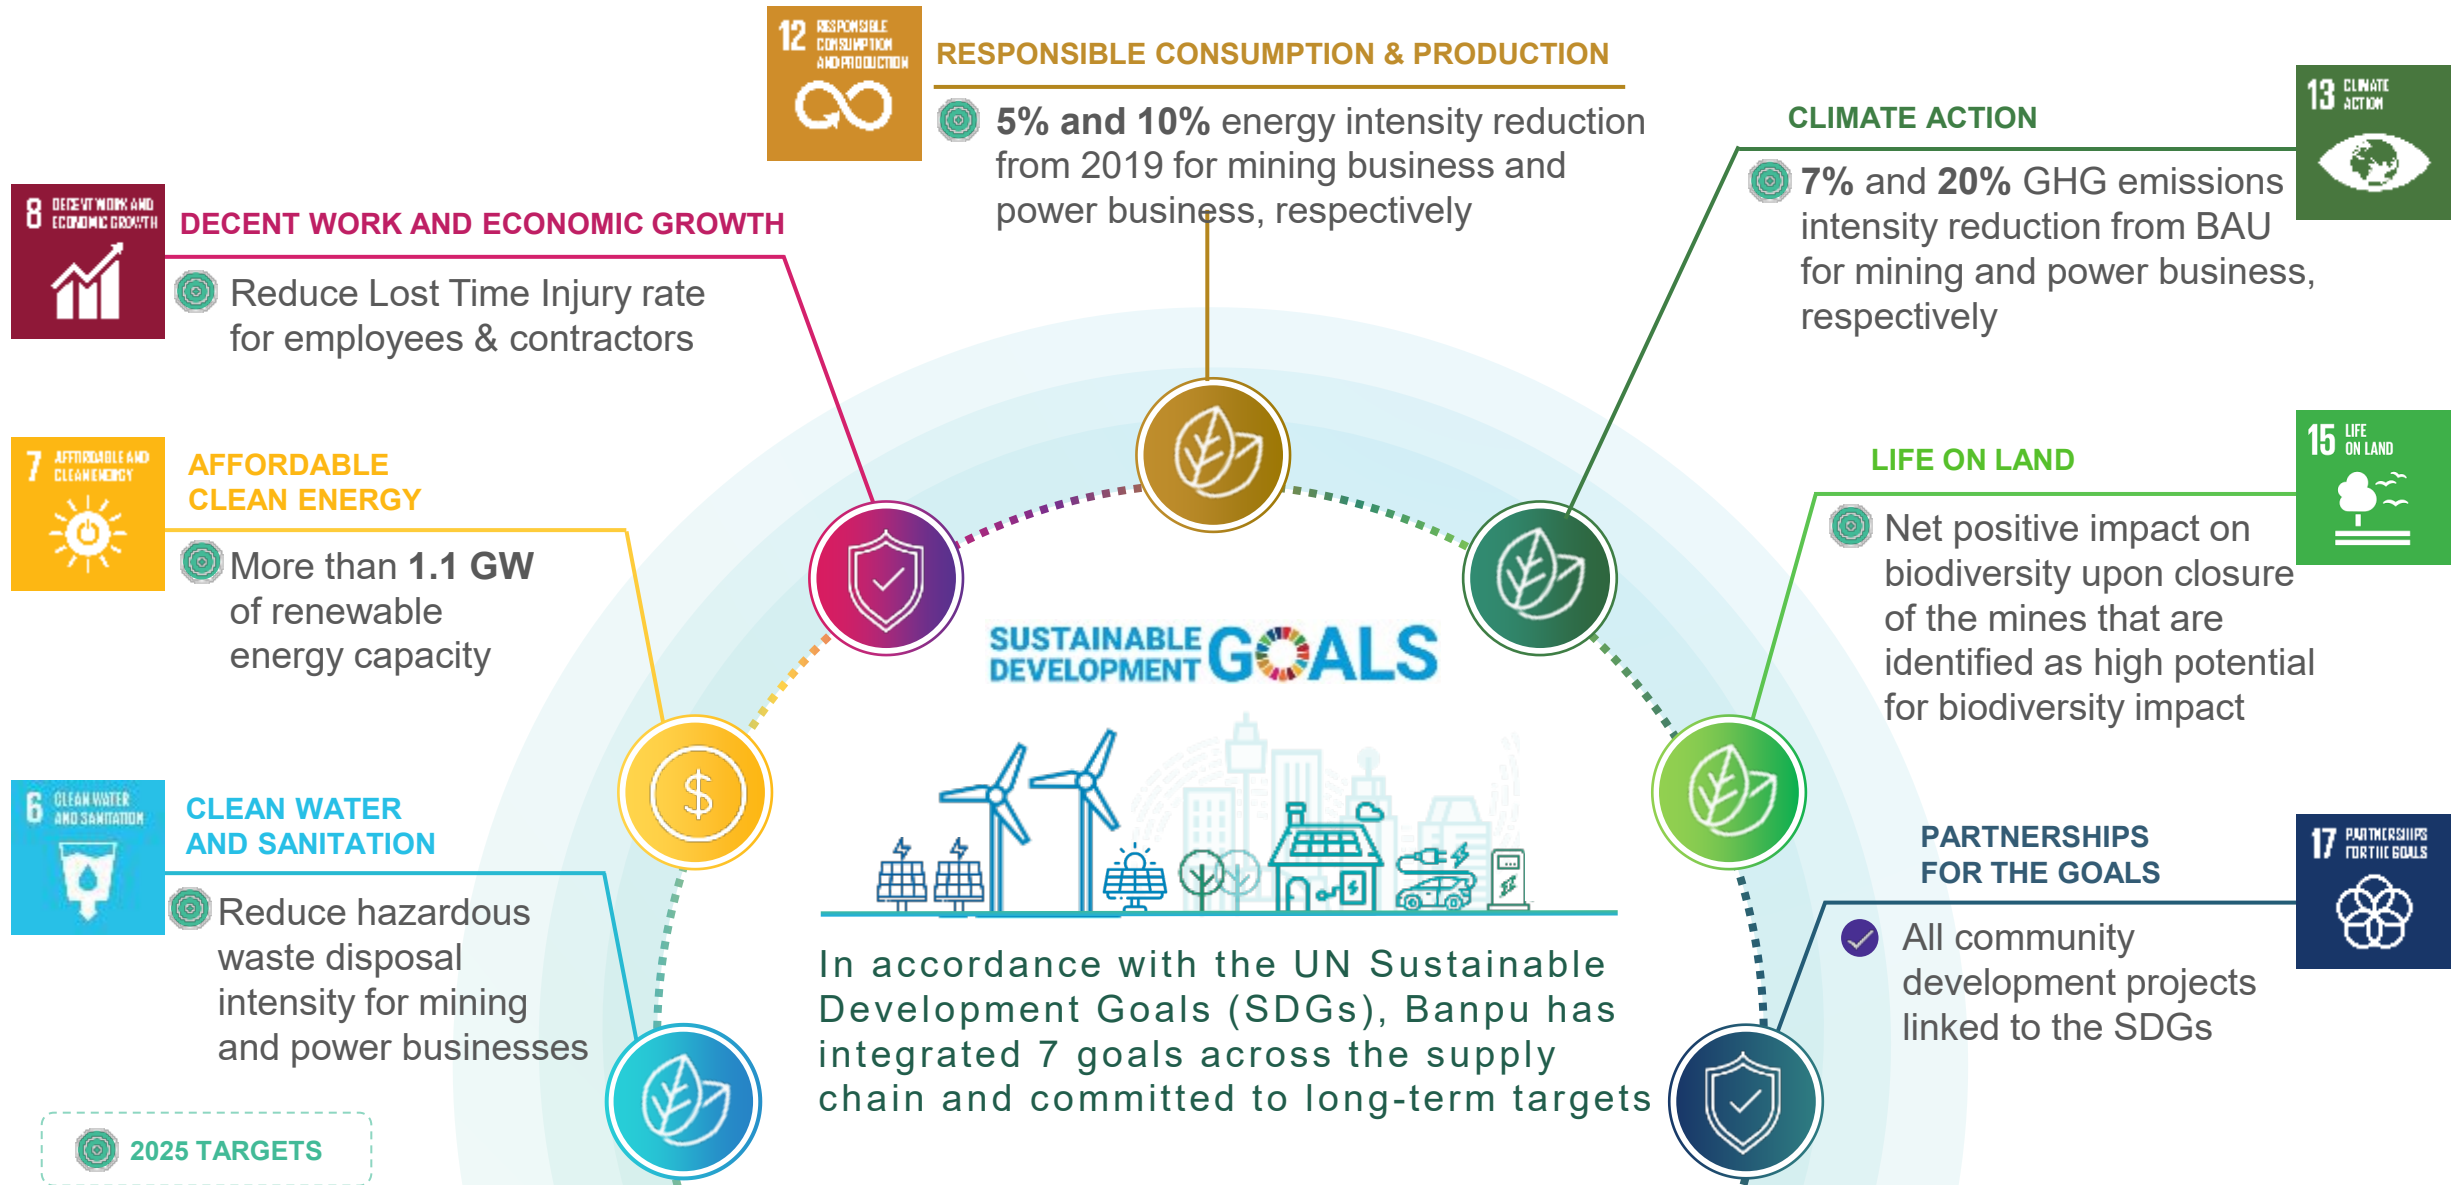 12 RESPONSIBLE
CONSUMPTION
AND PRODUCTION
RESPONSIBLE CONSUMPTION & PRODUCTION
5% and 10% energy intensity reduction
from 2019 for mining business and
power business, respectively
13 CLIMATE
ACTION
CLIMATE ACTION
7% and 20% GHG emissions
intensity reduction from BAU
for mining and power business,
respectively
8 DECENT WORK AND
ECONOMIC GROWTH
DECENT WORK AND ECONOMIC GROWTH
Reduce Lost Time Injury rate
for employees & contractors
7 AFFORDABLE AND
CLEAN ENERGY
AFFORDABLE
CLEAN ENERGY
More than 1.1 GW
of renewable
energy capacity
15 LIFE
ON LAND
LIFE ON LAND
Net positive impact on
biodiversity upon closure
of the mines that are
identified as high potential
for biodiversity impact
6 CLEAN WATER
AND SANITATION
CLEAN WATER
AND SANITATION
Reduce hazardous
waste disposal
intensity for mining
and power businesses
17 PARTNERSHIPS
FOR THE GOALS
PARTNERSHIPS
FOR THE GOALS
All community
development projects
linked to the SDGs
$
SUSTAINABLE
DEVELOPMENT GOALS
In accordance with the UN Sustainable
Development Goals (SDGs), Banpu has
integrated 7 goals across the supply
chain and committed to long-term targets
2025 TARGETS